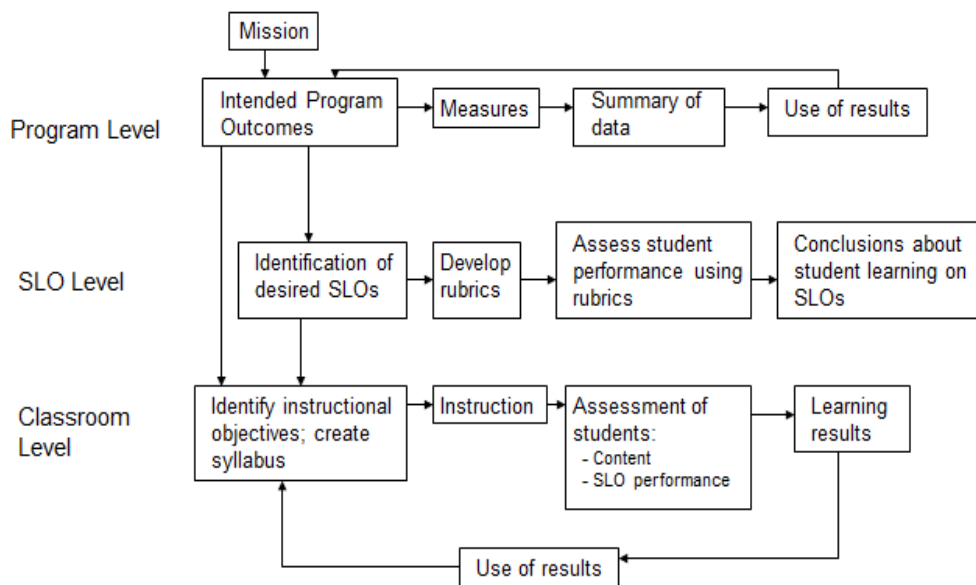 Mission
Program Level
Intended Program
Outcomes
Measures
Summary of
data
Use of results
SLO Level
Identification of
desired SLOs
Develop
rubrics
Assess student
performance using
rubrics
Conclusions about
student learning on
SLOs
Classroom
Level
Identify instructional
objectives; create
syllabus
Instruction
Assessment of
students:
- Content
- SLO performance
Learning
results
Use of results